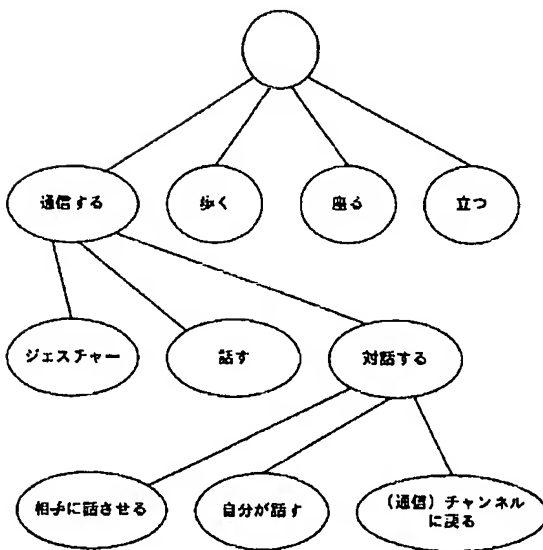 通信する
歩く
座る
立つ
ジェスチャー
話す
対話する
相手に話させる
自分が話す
（通信）チャンネル
に戻る